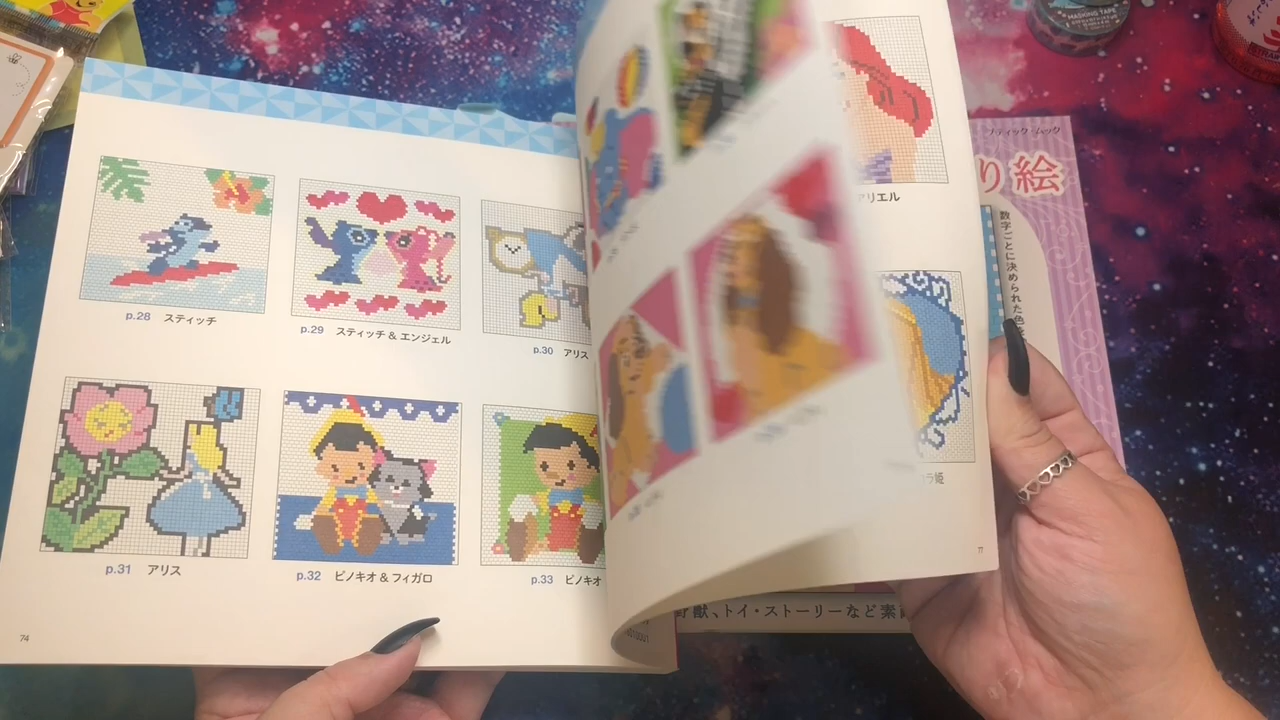 MASKING TAPE
p.28 スティッチ
p.29 スティッチ & エンジェル
p.30 アリス
p.31 アリス
p.32 ピノキオ & フィガロ
p.33 ピノキオ
74
アリエル
77
り絵
数字ごとに決められた色
野獣、トイ・ストーリーなど素